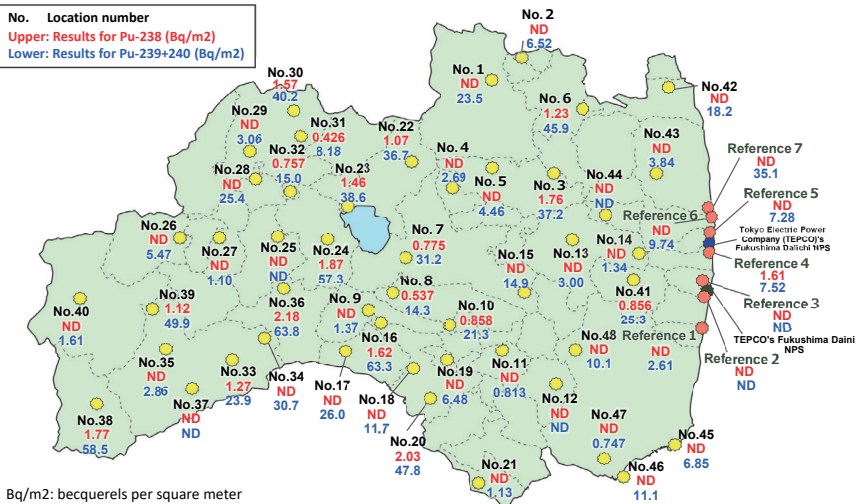 No. Location number
Upper: Results for Pu-238 (Bq/m2)
Lower: Results for Pu-239+240 (Bq/m2)
No. 2
ND
6.52
No. 1
ND
23.5
No.30
1.57
40.2
No.29
ND
3.06
No.31
0.426
8.18
No.32
0.757
15.0
No.28
ND
25.4
No.22
1.07
36.7
No.23
1.46
38.6
No. 4
ND
2.69
No. 5
ND
4.46
No. 6
1.23
45.9
No. 3
1.76
37.2
No.42
ND
18.2
No.43
ND
3.84
No.44
ND
ND
Reference 7
ND
35.1
Reference 5
ND
7.28
Reference 6
ND
9.74
Tokyo Electric Power
Company (TEPCO)'s
Fukushima Daiichi NPS
Reference 4
1.61
7.52
Reference 3
ND
ND
TEPCO's Fukushima Daini
NPS
Reference 2
ND
ND
Reference 1
ND
2.61
No.26
ND
5.47
No.27
ND
1.10
No.25
ND
ND
No.24
1.87
57.3
No. 7
0.775
31.2
No. 8
0.537
14.3
No.15
ND
14.9
No.13
ND
3.00
No.14
ND
1.34
No.41
0.856
25.3
No.40
ND
1.61
No.39
1.12
49.9
No.36
2.18
63.8
No. 9
ND
1.37
No.16
1.62
63.3
No.10
0.858
21.3
No.48
ND
10.1
No.35
ND
2.86
No.33
1.27
23.9
No.34
ND
30.7
No.37
ND
ND
No.17
ND
26.0
No.18
ND
11.7
No.19
ND
6.48
No.11
ND
0.813
No.12
ND
ND
No.38
1.77
58.5
No.20
2.03
47.8
No.21
ND
1.13
No.47
ND
0.747
No.45
ND
6.85
No.46
ND
11.1
Bq/m2: becquerels per square meter